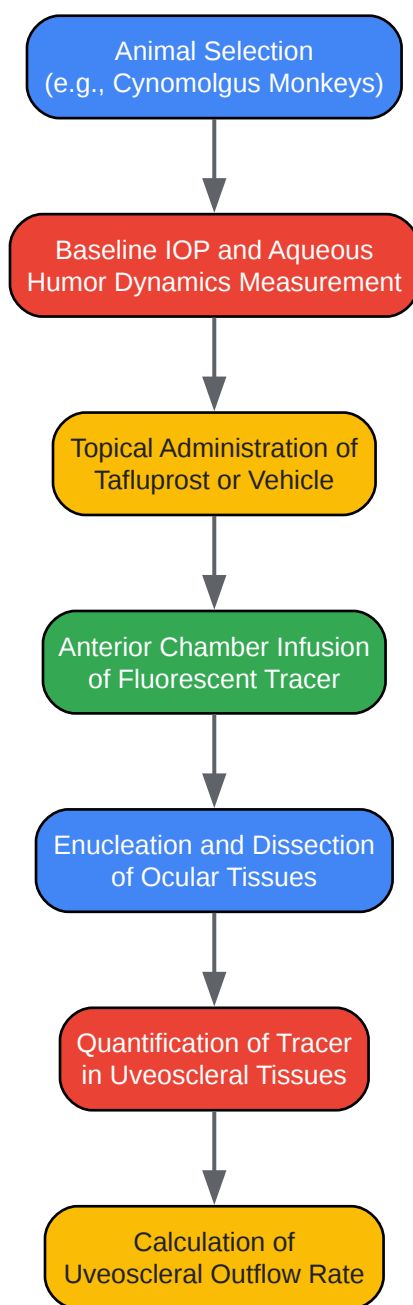 Animal Selection
(e.g., Cynomolgus Monkeys)
Baseline IOP and Aqueous
Humor Dynamics Measurement
Topical Administration of
Tafluprost or Vehicle
Anterior Chamber Infusion
of Fluorescent Tracer
Enucleation and Dissection
of Ocular Tissues
Quantification of Tracer
in Uveoscleral Tissues
Calculation of
Uveoscleral Outflow Rate